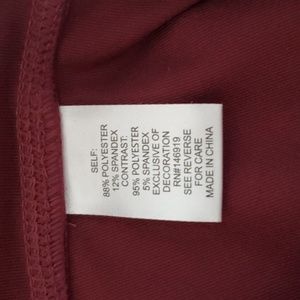 SELF:
88% POLYESTER
12% SPANDEX
CONTRAST:
95% POLYESTER
5% SPANDEX
EXCLUSIVE OF
DECORATION
RN#146919
SEE REVERSE
FOR CARE
MADE IN CHINA